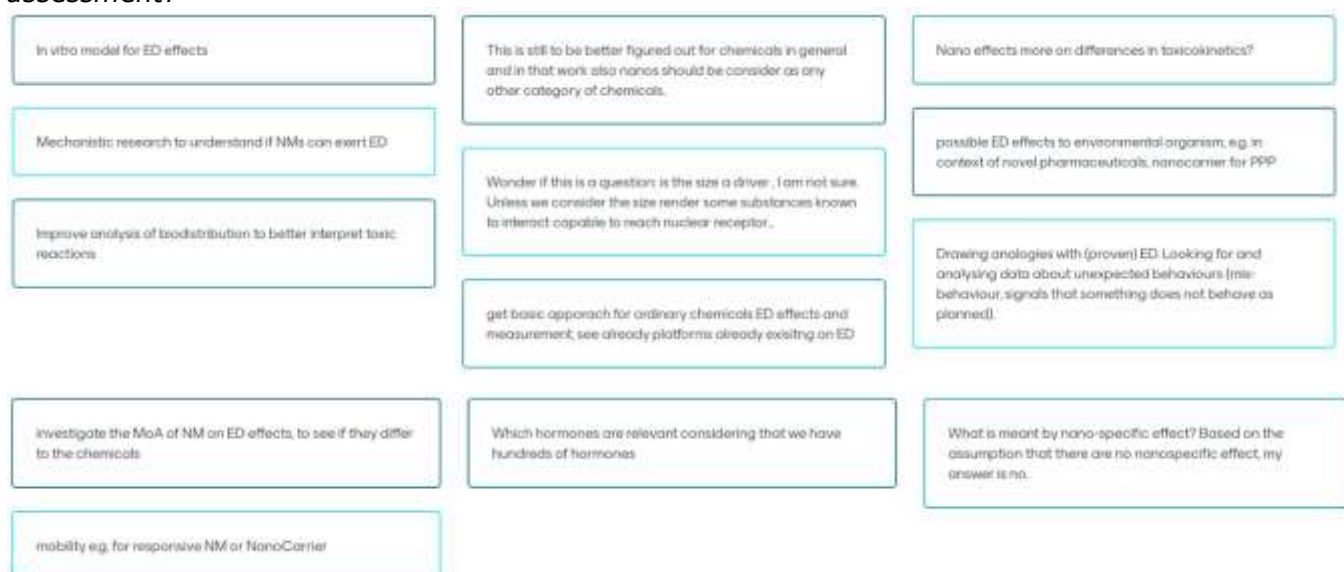 assessment?
In vitro model for ED effects
Mechanistic research to understand if NMs can exert ED
Improve analysis of biodistribution to better interpret toxic
reactions
This is still to be better figured out for chemicals in general
and in that work also nanos should be consider as any
other category of chemicals.
Wonder if this is a question: is the size a driver , I am not sure.
Unless we consider the size render some substances known
to interact capable to reach nuclear receptor..
get basic apporach for ordinary chemicals ED effects and
measurement, see already platforms already exisitng on ED
Nano effects more on differences in toxicokinetics?
possible ED effects to environmental organism, e.g. in
context of novel pharmaceuticals, nanocarrier for PPP
Drawing analogies with (proven) ED. Looking for and
analysing data about unexpected behaviours (mis-
behaviour, signals that something does not behave as
planned).
investigate the MoA of NM on ED effects, to see if they differ
to the chemicals
Which hormones are relevant considering that we have
hundreds of hormones
What is meant by nano-specific effect? Based on the
assumption that there are no nanospecific effect, my
answer is no.
mobility e.g. for responsive NM or NanoCarrier